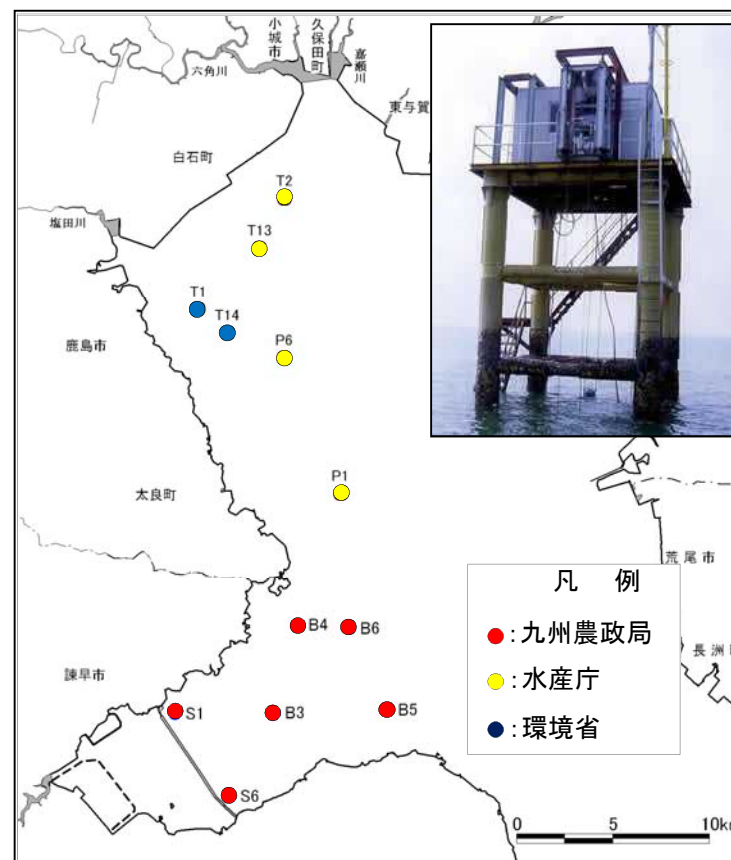 小城市
久保田町
嘉瀬川
六角川
東与賀
白石町
T2
塩田川
T13
T1
T14
鹿島市
P6
P1
太良町
荒尾市
凡 例
B4
B6
:九州農政局
長洲
諫早市
:水産庁
S1
B3
B5
:環境省
S6
0 5 10km